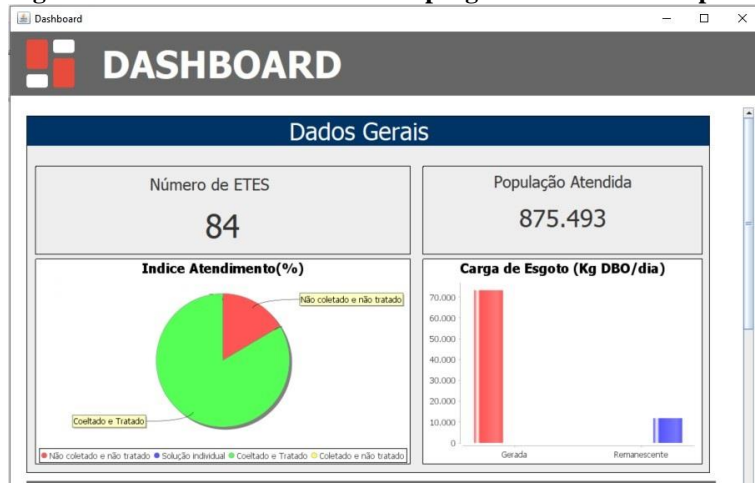 Dashboard
DASHBOARD
Dados Gerais
Número de ETES
84
População Atendida
875.493
Indice Atendimento(%)
Não coletado e não tratado
Coeltado e Tratado
Não coletado e não tratado Solução individual Coeltado e Tratado Coletado e não tratado
Carga de Esgoto (Kg DBO/dia)
70.000
60.000
50.000
40.000
30.000
20.000
10.000
0
Gerada Remanescente